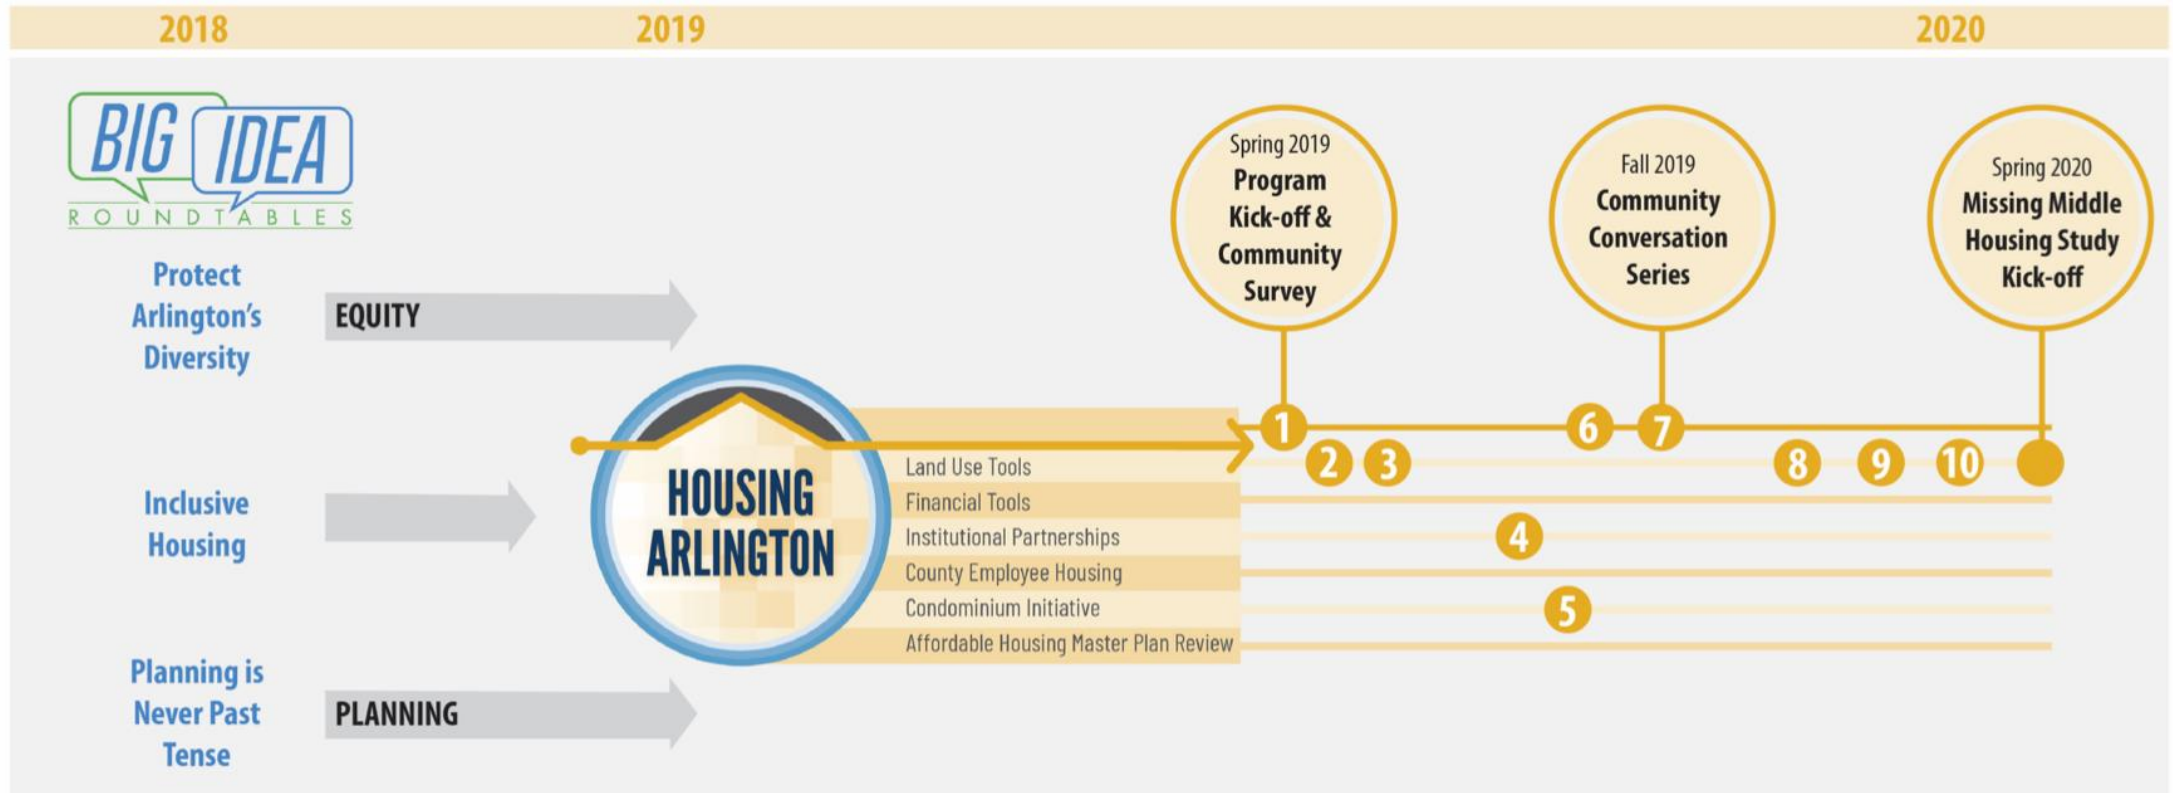 2018
2019
2020
BIG IDEA
ROUNDTABLES
Protect
Arlington's
Diversity
EQUITY
Inclusive
Housing
Planning is
Never Past
Tense
PLANNING
HOUSING
ARLINGTON
Land Use Tools
Financial Tools
Institutional Partnerships
County Employee Housing
Condominium Initiative
Affordable Housing Master Plan Review
Spring 2019
Program
Kick-off &
Community
Survey
Fall 2019
Community
Conversation
Series
Spring 2020
Missing Middle
Housing Study
Kick-off
1
2
3
4
5
6
7
8
9
10